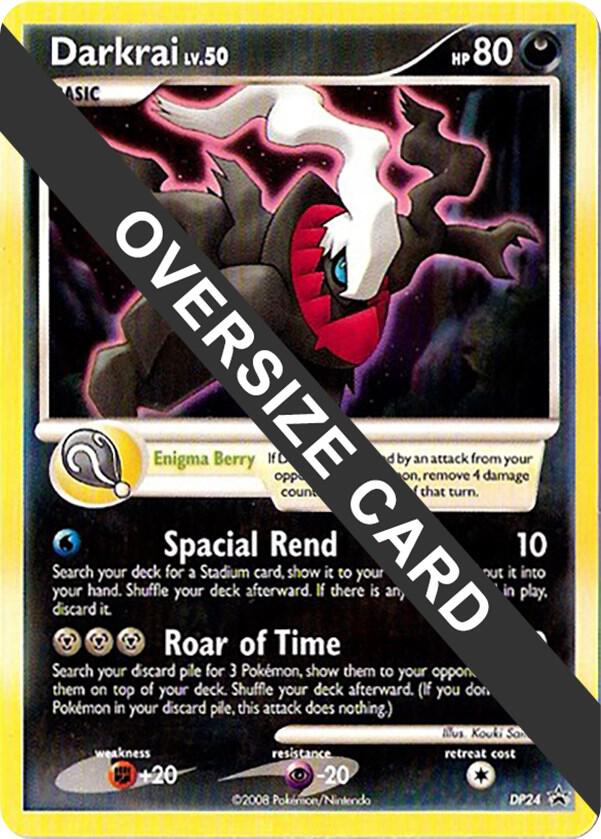 Darkrai LV.50 HP 80
ASIC
OVERSIZE CARD
Enigma Berry
If D d by an attack from your
opp on, remove 4 damage
count f that turn.
Spacial Rend 10
Search your deck for a Stadium card, show it to your put it into
your hand. Shuffle your deck afterward. If there is any in play,
discard it.
Roar of Time
Search your discard pile for 3 Pokémon, show them to your oppon
them on top of your deck. Shuffle your deck afterward. (If you don
Pokémon in your discard pile, this attack does nothing.)
Illus. Kouki Sai
weakness resistance retreat cost
+20 -20
©2008 Pokémon/Nintendo DP24